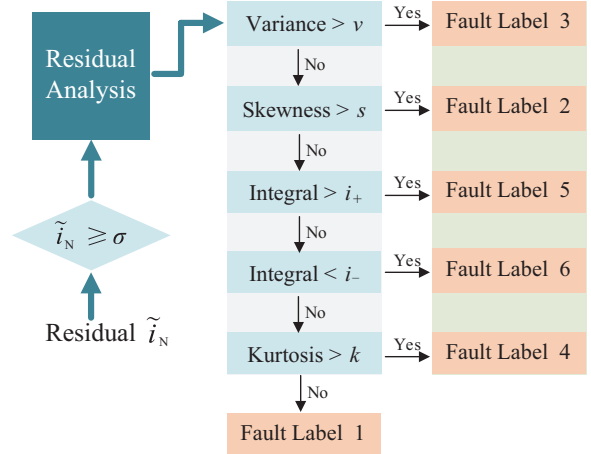 Residual
Analysis
ĩ_N ≥ σ
Residual ĩ_N
Variance > v
Yes
Fault Label 3
No
Skewness > s
Yes
Fault Label 2
No
Integral > i₊
Yes
Fault Label 5
No
Integral < i₋
Yes
Fault Label 6
No
Kurtosis > k
Yes
Fault Label 4
No
Fault Label 1